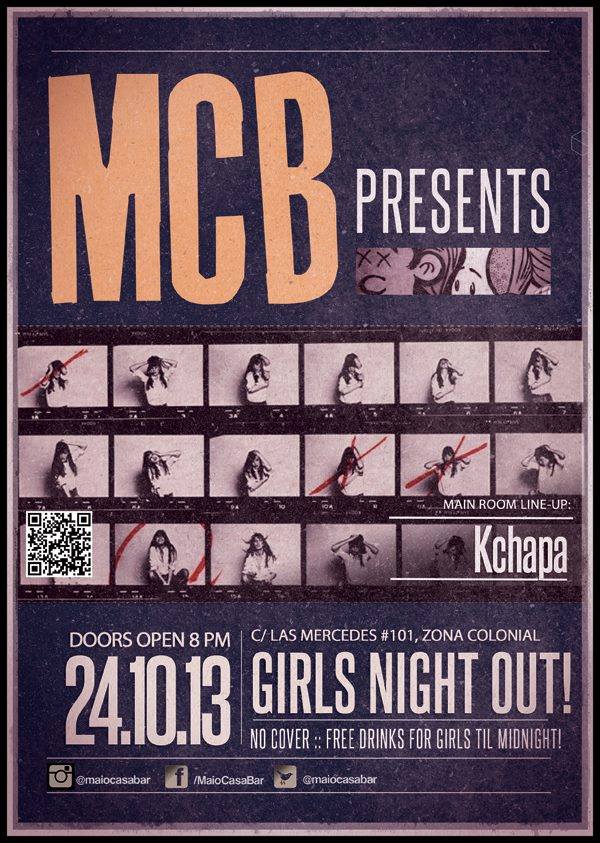 MCB
PRESENTS
MAIN ROOM LINE-UP:
Kchapa
DOORS OPEN 8 PM
24.10.13
C/ LAS MERCEDES #101, ZONA COLONIAL
GIRLS NIGHT OUT!
NO COVER :: FREE DRINKS FOR GIRLS TIL MIDNIGHT!
@maiocasabar
/MaioCasaBar
@maiocasabar